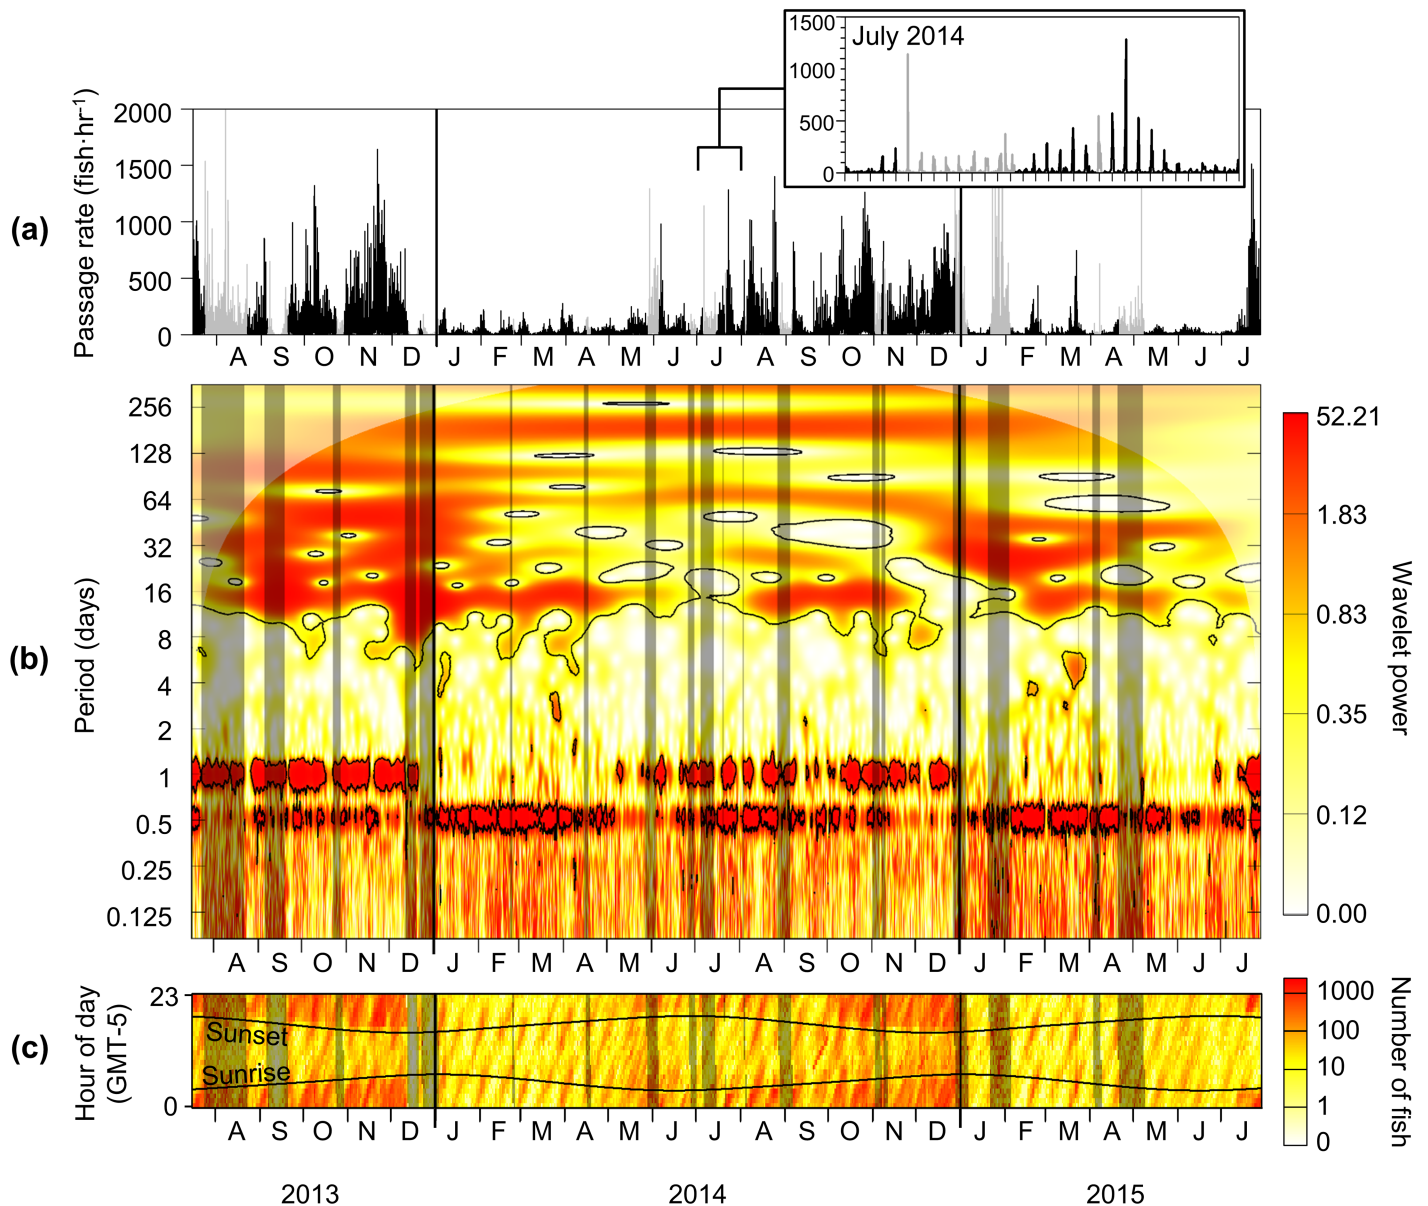 July 2014
1500
1000
500
0
(a)
Passage rate (fish·hr⁻¹)
2000
1500
1000
500
0
A S O N D J F M A M J J A S O N D J F M A M J J
(b)
Period (days)
256
128
64
32
16
8
4
2
1
0.5
0.25
0.125
A S O N D J F M A M J J A S O N D J F M A M J J
Wavelet power
52.21
1.83
0.83
0.35
0.12
0.00
(c)
Hour of day
(GMT-5)
23
0
Sunset
Sunrise
A S O N D J F M A M J J A S O N D J F M A M J J
Number of fish
1000
100
10
1
0
2013 2014 2015